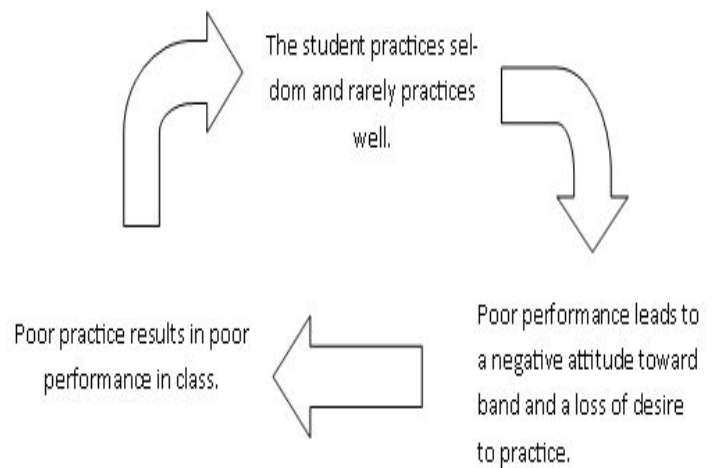 The student practices sel-
dom and rarely practices
well.
Poor performance leads to
a negative attitude toward
band and a loss of desire
to practice.
Poor practice results in poor
performance in class.